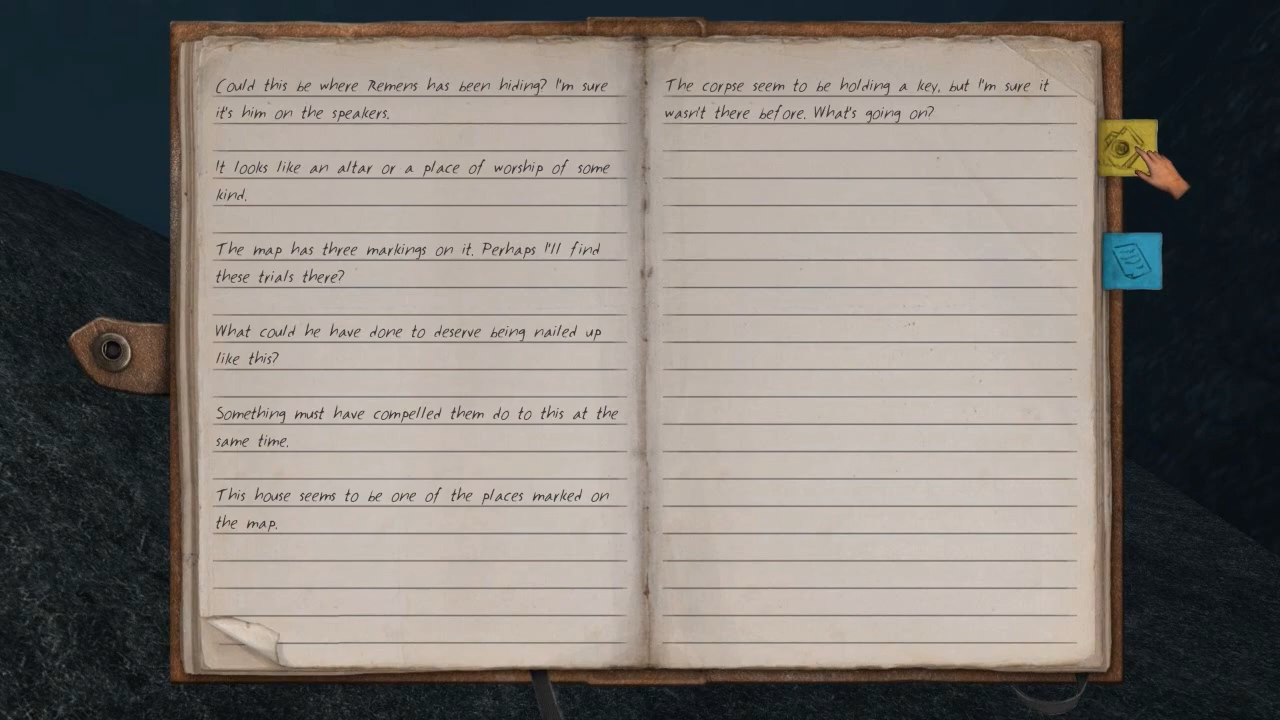 Could this be where Remens has been hiding? I'm sure
it's him on the speakers.
It looks like an altar or a place of worship of some
kind.
The map has three markings on it. Perhaps I'll find
these trials there?
What could he have done to deserve being nailed up
like this?
Something must have compelled them do to this at the
same time.
This house seems to be one of the places marked on
the map.
The corpse seem to be holding a key, but I'm sure it
wasn't there before. What's going on?